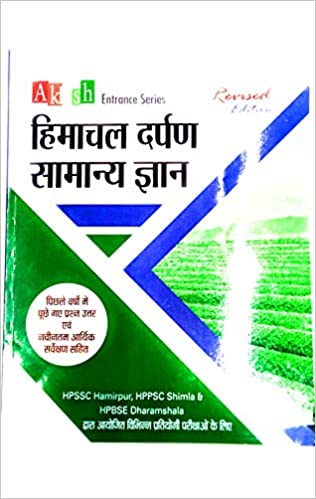 Ak sh Entrance Series
Revised
Edition
हिमाचल दर्पण
सामान्य ज्ञान
पिछले वर्षो में
पूछे गए प्रश्न उत्तर
एवं
नवीनतम आर्थिक
सर्वेक्षण सहित
HPSSC Hamirpur, HPPSC Shimla &
HPBSE Dharamshala
द्वारा आयोजित विभिन्न प्रतियोगी परीक्षाओं के लिए